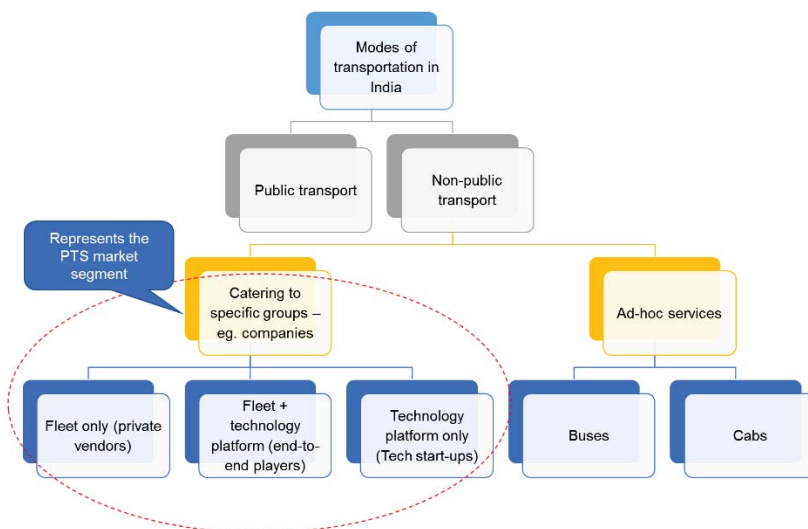 Modes of
transportation in
India
Public transport
Non-public
transport
Represents the
PTS market
segment
Catering to
specific groups –
eg. companies
Ad-hoc services
Fleet only (private
vendors)
Fleet +
technology
platform (end-to-
end players)
Technology
platform only
(Tech start-ups)
Buses
Cabs